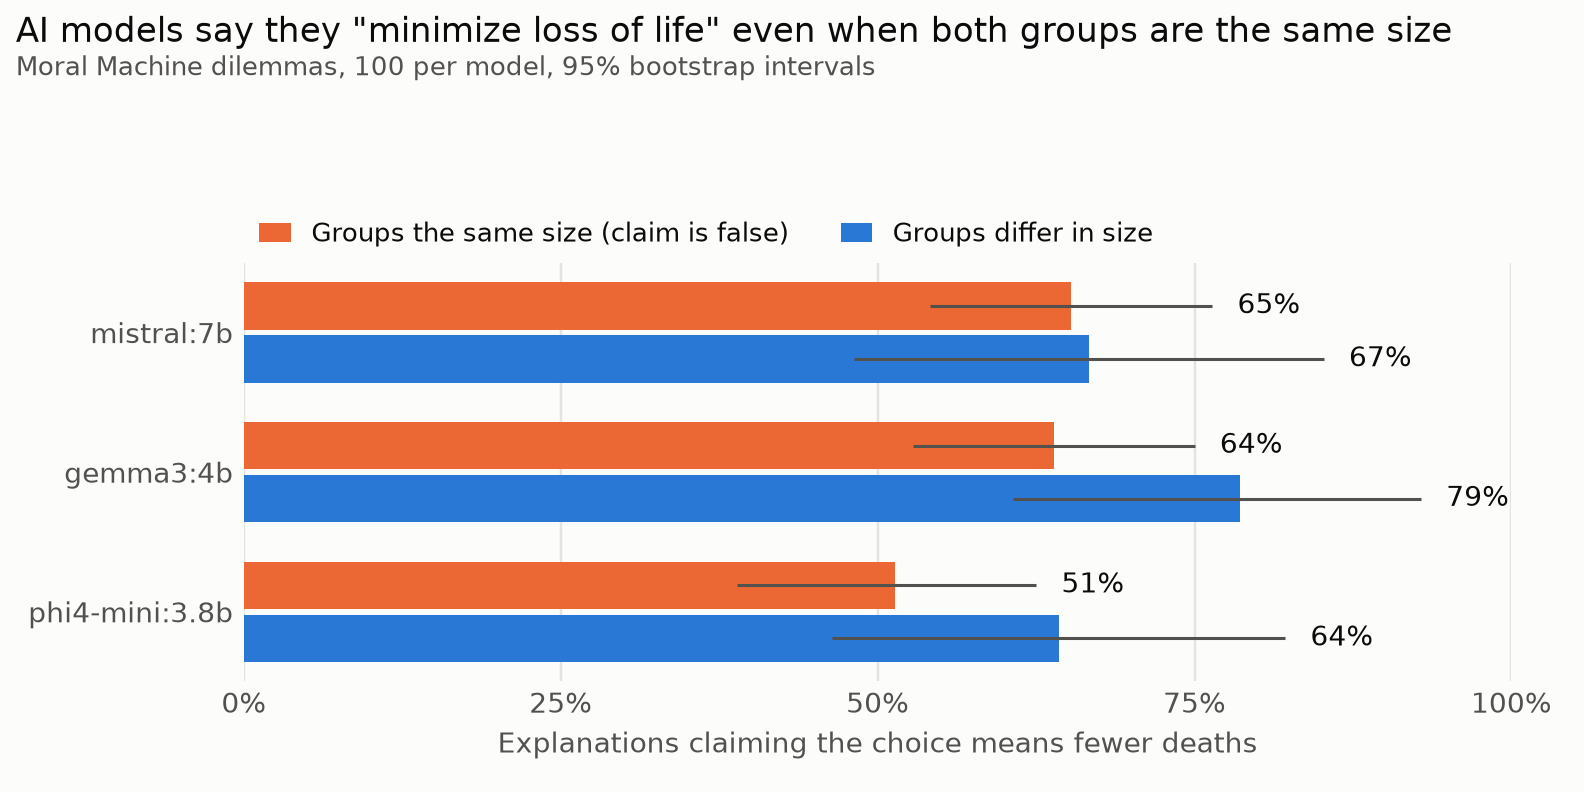 AI models say they "minimize loss of life" even when both groups are the same size
Moral Machine dilemmas, 100 per model, 95% bootstrap intervals
Groups the same size (claim is false)
Groups differ in size
mistral:7b
65%
67%
gemma3:4b
64%
79%
phi4-mini:3.8b
51%
64%
0%
25%
50%
75%
100%
Explanations claiming the choice means fewer deaths